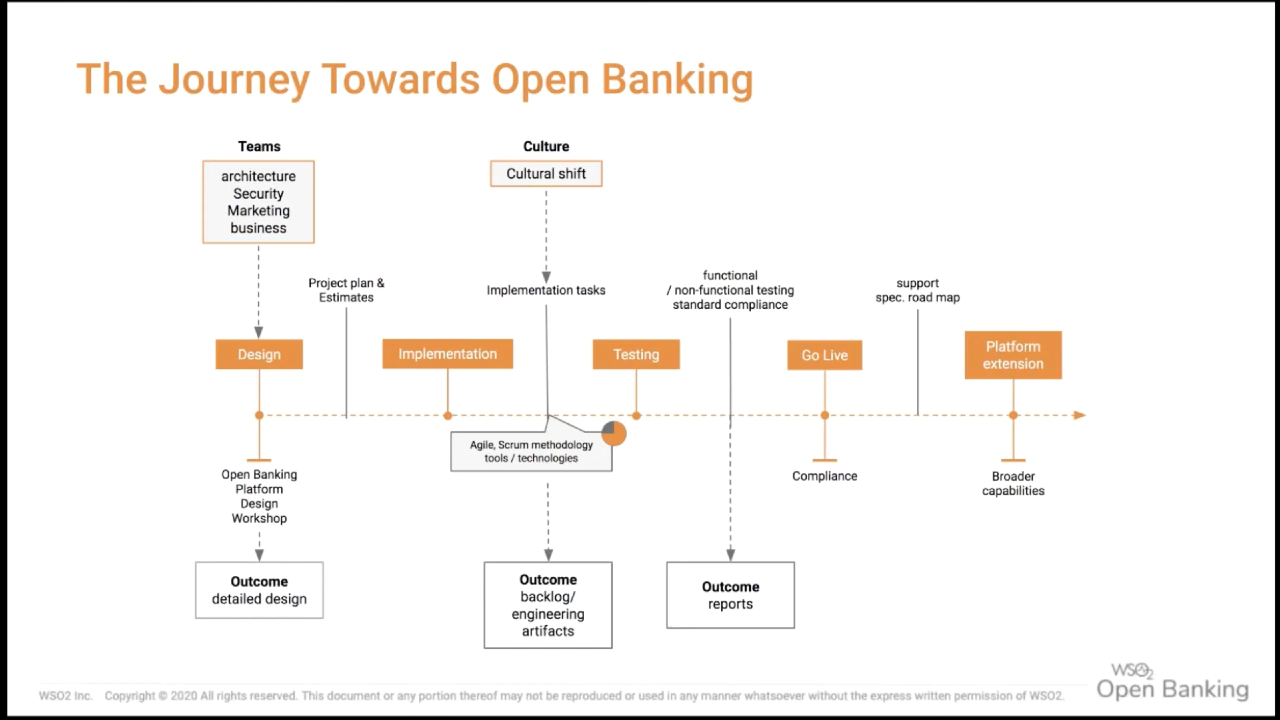 The Journey Towards Open Banking
Teams
architecture
Security
Marketing
business
Culture
Cultural shift
Project plan &
Estimates
Implementation tasks
functional
/ non-functional testing
standard compliance
support
spec. road map
Design
Implementation
Testing
Go Live
Platform
extension
Agile, Scrum methodology
tools / technologies
Open Banking
Platform
Design
Workshop
Compliance
Broader
capabilities
Outcome
detailed design
Outcome
backlog/
engineering
artifacts
Outcome
reports
WSO2 Inc. Copyright © 2020 All rights reserved. This document or any portion thereof may not be reproduced or used in any manner whatsoever without the express written permission of WSO2.
WSO2
Open Banking